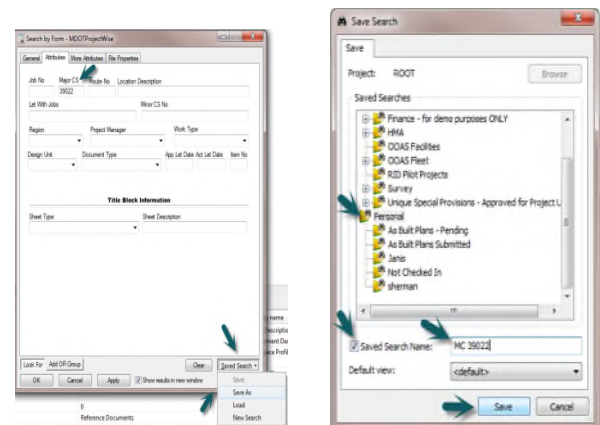 Search by Form - MDOTProjectWise
General Attributes More Attributes File Properties
Job No Major CS Route No Location Description
39022
Let With Jobs Minor CS No
Region Project Manager Work Type
Design Unit Document Type App Let Date Act Let Date Item No
Title Block Information
Sheet Type Sheet Description
Look For Add OR Group Clear Saved Search
OK Cancel Apply Show results in new window
Save
Save As
Load
New Search
0
Reference Documents
Save Search
Save
Project: ROOT Browse
Saved Searches
Finance - for demo purposes ONLY
HMA
OOAS Facilities
OOAS Fleet
RID Pilot Projects
Survey
Unique Special Provisions - Approved for Project U
Personal
As Built Plans - Pending
As Built Plans Submitted
Janis
Not Checked In
sherman
Saved Search Name: MC 39022
Default view: <default>
Save Cancel